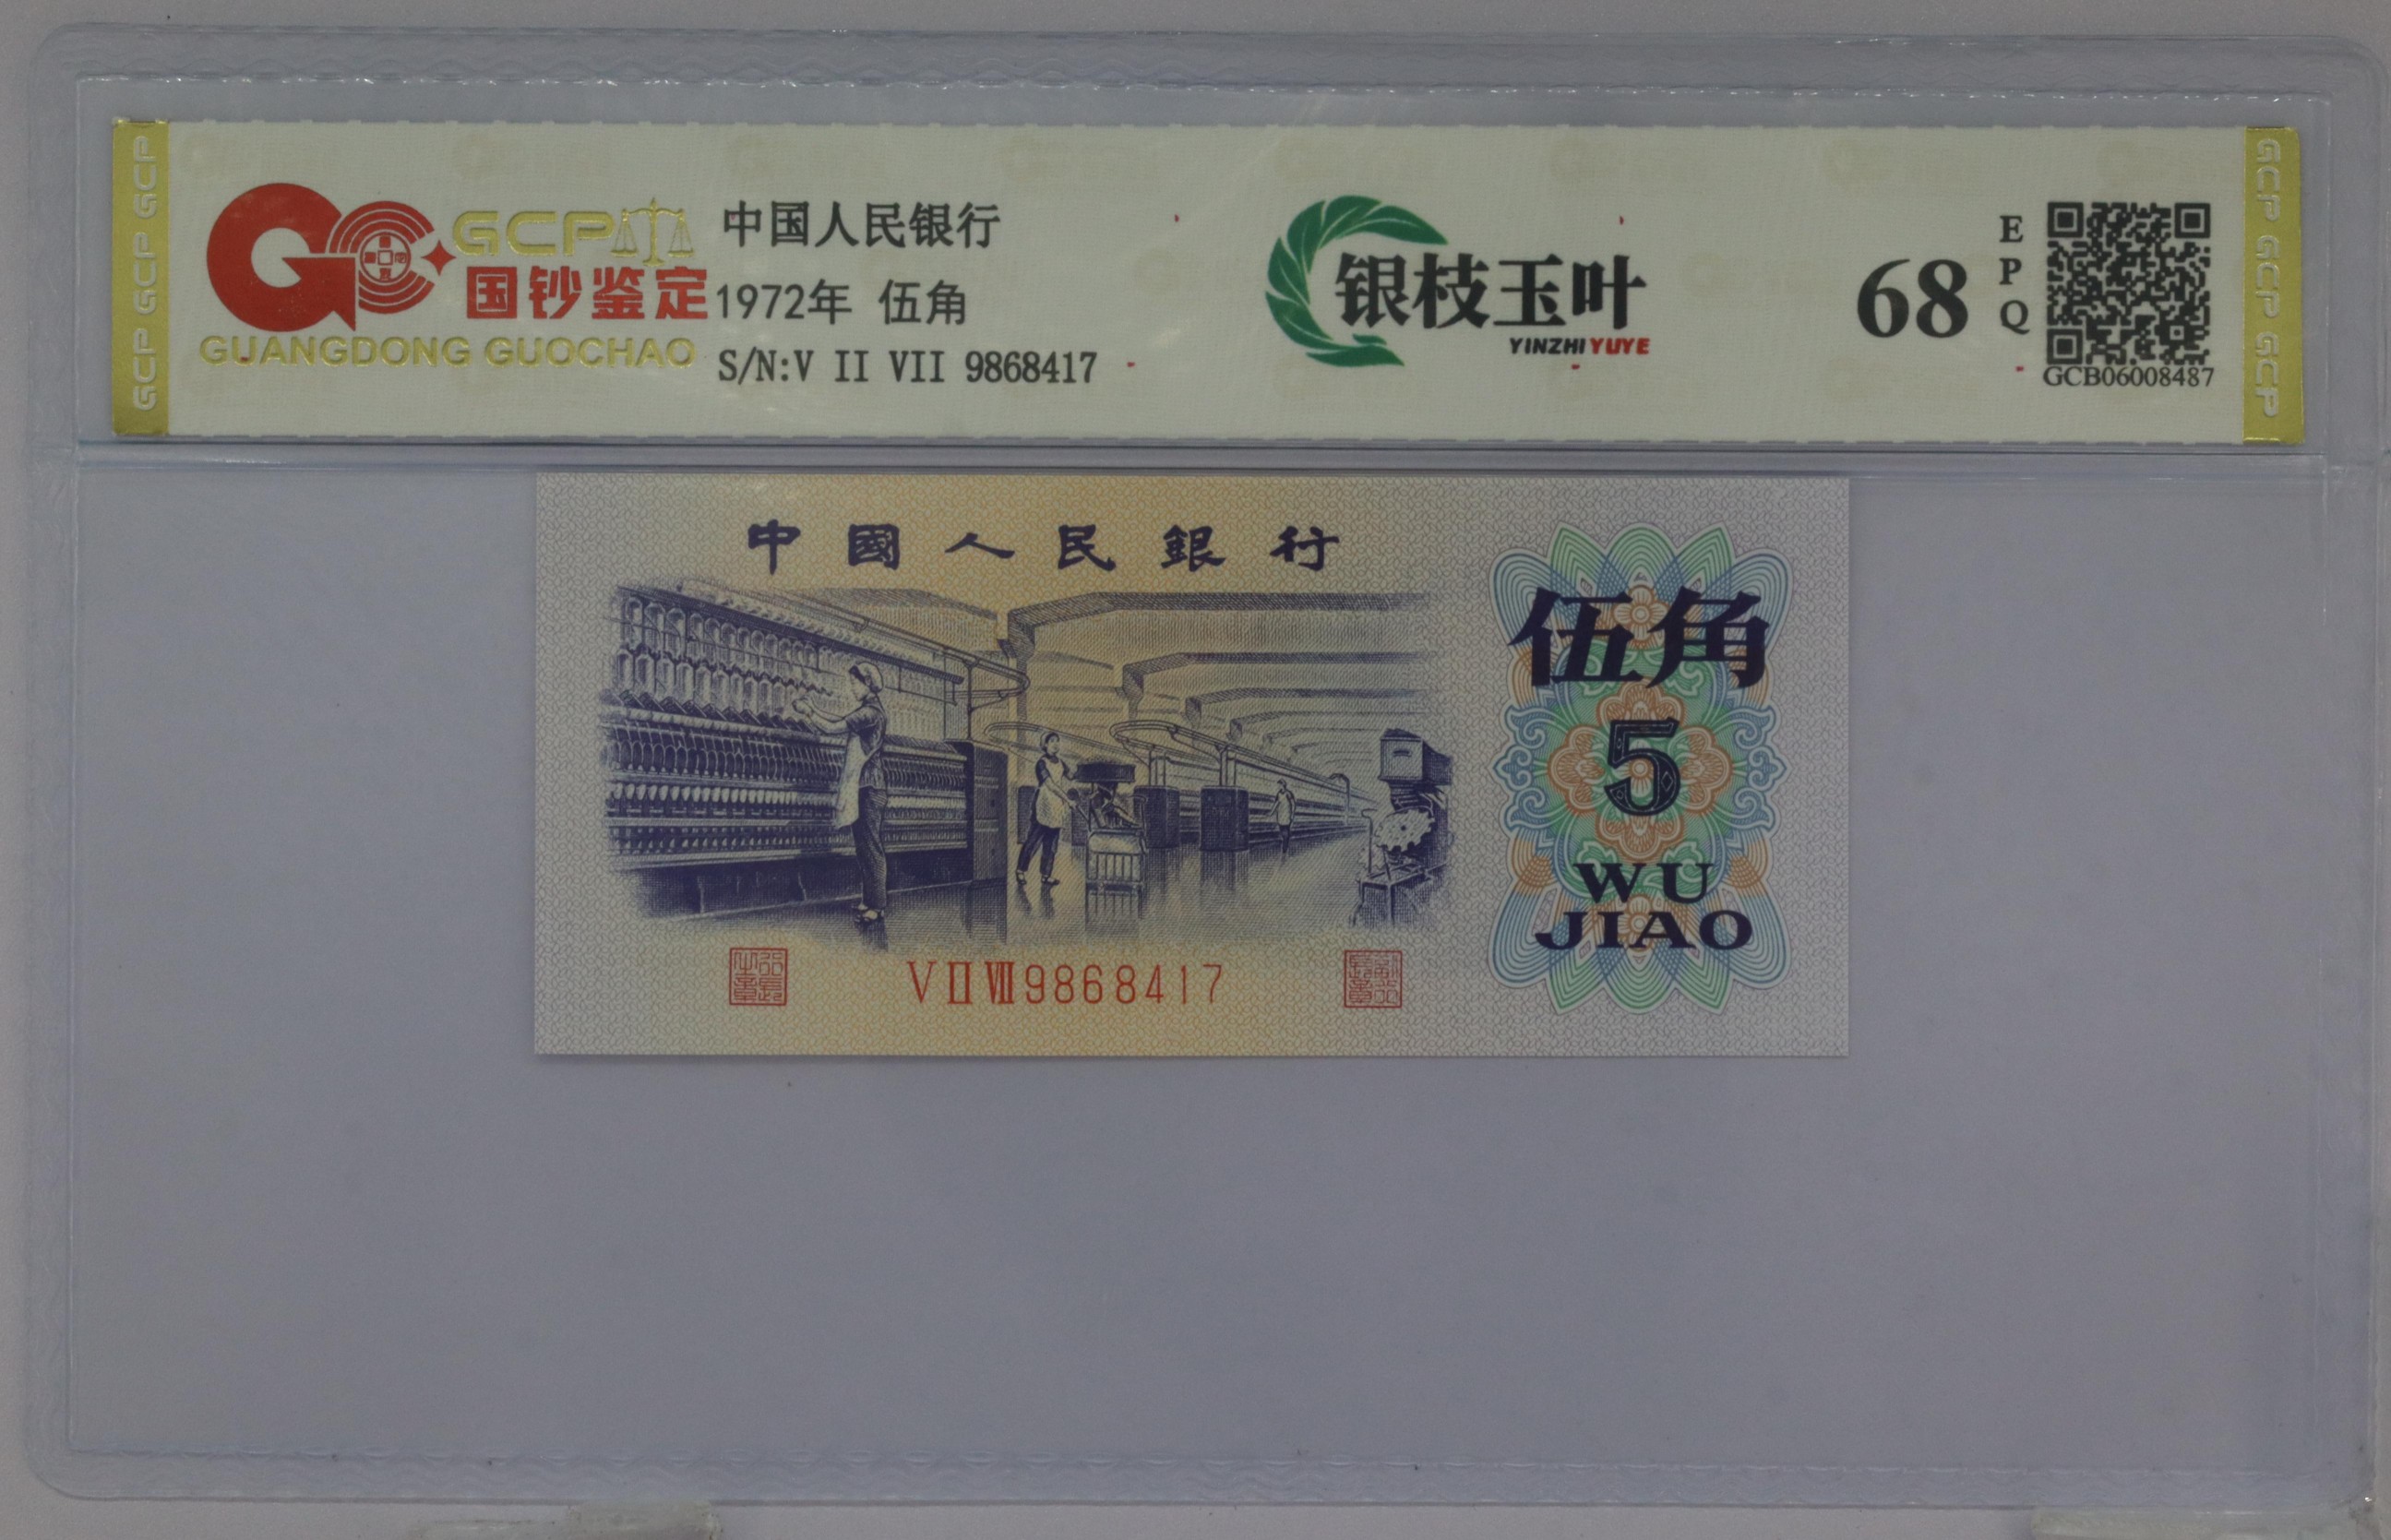 GCP GCP GCP
GCP
国钞鉴定
GUANGDONG GUOCHAO
中国人民银行
1972年 伍角
S/N:V II VII 9868417
银枝玉叶
YINZHI YUYE
68
EPQ
GCB06008487
GCP GCP GCP
中國人民銀行
伍角
5
WU
JIAO
V II VII 9868417